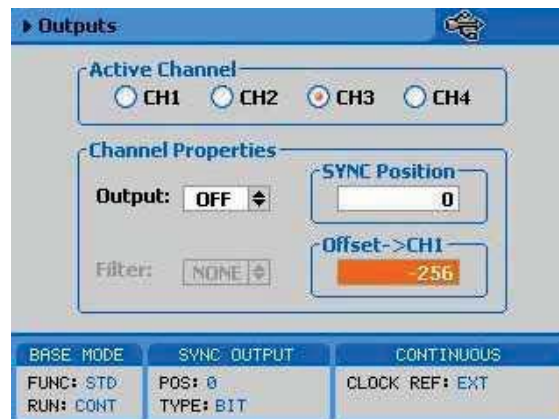 Outputs
Active Channel
CH1 CH2 CH3 CH4
Channel Properties
Output: OFF
SYNC Position
0
Filter: NONE
Offset->CH1
-256
BASE MODE
FUNC: STD
RUN: CONT
SYNC OUTPUT
POS: 0
TYPE: BIT
CONTINUOUS
CLOCK REF: EXT